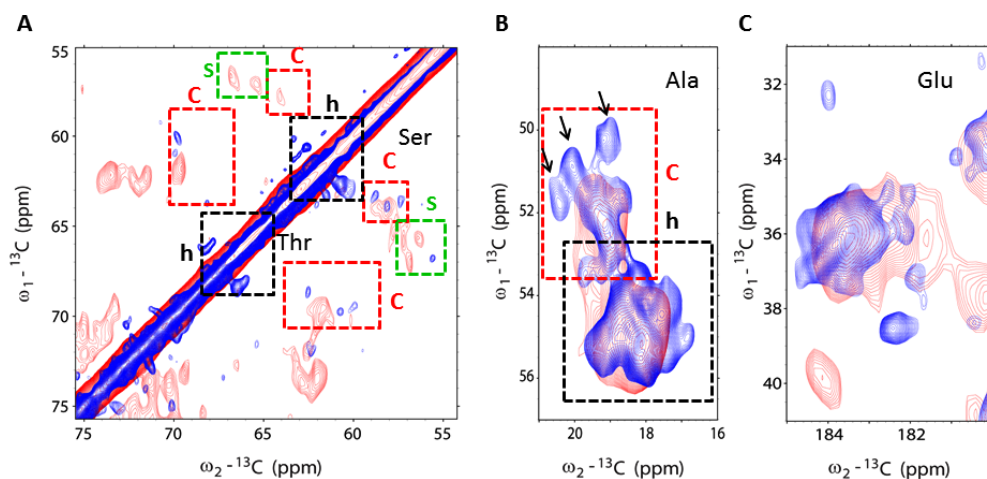 A
B
C
55
60
65
70
75
ω₁ - ¹³C (ppm)
s
C
C
h
Ser
C
s
h
Thr
C
75
70
65
60
55
ω₂ - ¹³C (ppm)
Ala
50
52
54
56
ω₁ - ¹³C (ppm)
C
h
20
18
16
ω₂ - ¹³C (ppm)
Glu
32
34
36
38
40
ω₁ - ¹³C (ppm)
184
182
ω₂ - ¹³C (ppm)